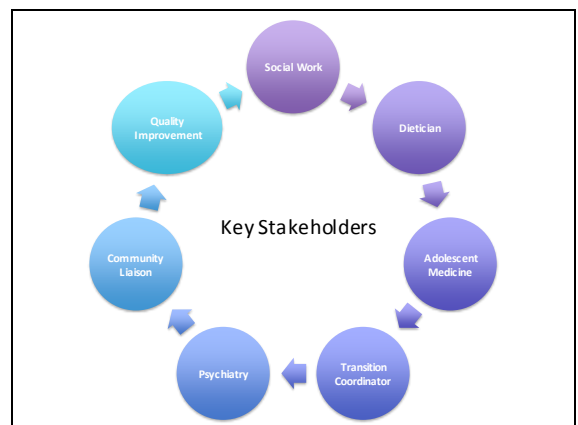 Social Work
Dietician
Adolescent
Medicine
Transition
Coordinator
Psychiatry
Community
Liaison
Quality
Improvement
Key Stakeholders